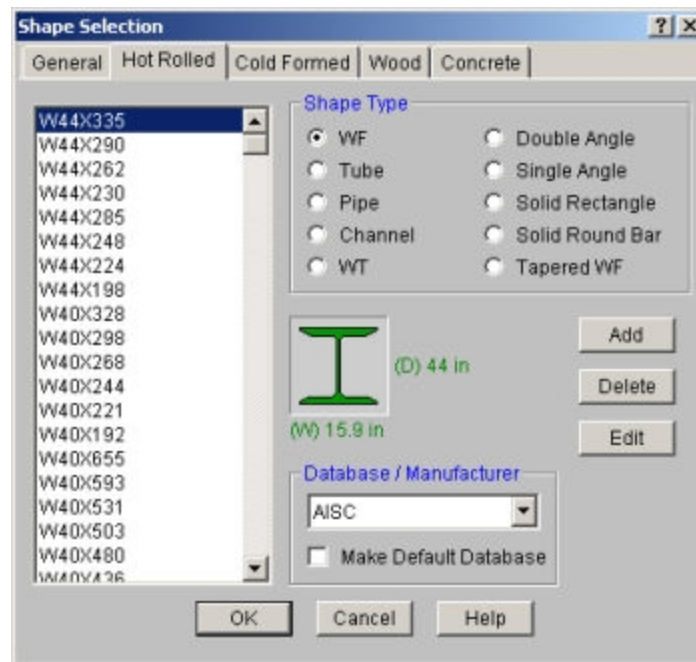 Shape Selection
General Hot Rolled Cold Formed Wood Concrete
W44X335
W44X290
W44X262
W44X230
W44X285
W44X248
W44X224
W44X198
W40X328
W40X298
W40X268
W40X244
W40X221
W40X192
W40X655
W40X593
W40X531
W40X503
W40X480
W40X436
Shape Type
WF
Tube
Pipe
Channel
WT
Double Angle
Single Angle
Solid Rectangle
Solid Round Bar
Tapered WF
(D) 44 in
(W) 15.9 in
Add
Delete
Edit
Database / Manufacturer
AISC
Make Default Database
OK Cancel Help